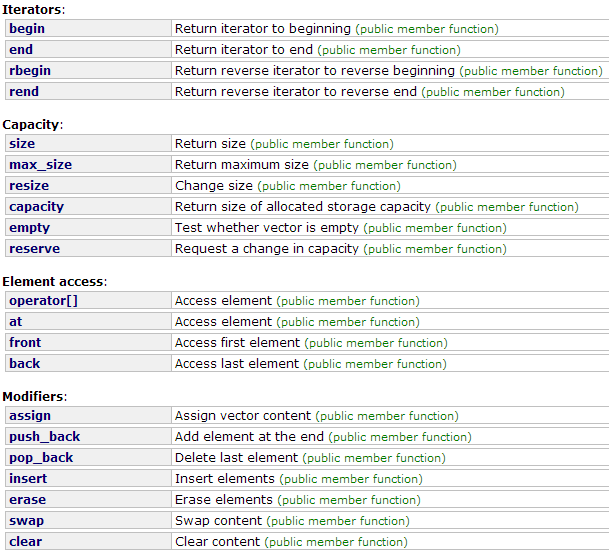 Iterators:
begin Return iterator to beginning (public member function)
end Return iterator to end (public member function)
rbegin Return reverse iterator to reverse beginning (public member function)
rend Return reverse iterator to reverse end (public member function)
Capacity:
size Return size (public member function)
max_size Return maximum size (public member function)
resize Change size (public member function)
capacity Return size of allocated storage capacity (public member function)
empty Test whether vector is empty (public member function)
reserve Request a change in capacity (public member function)
Element access:
operator[] Access element (public member function)
at Access element (public member function)
front Access first element (public member function)
back Access last element (public member function)
Modifiers:
assign Assign vector content (public member function)
push_back Add element at the end (public member function)
pop_back Delete last element (public member function)
insert Insert elements (public member function)
erase Erase elements (public member function)
swap Swap content (public member function)
clear Clear content (public member function)